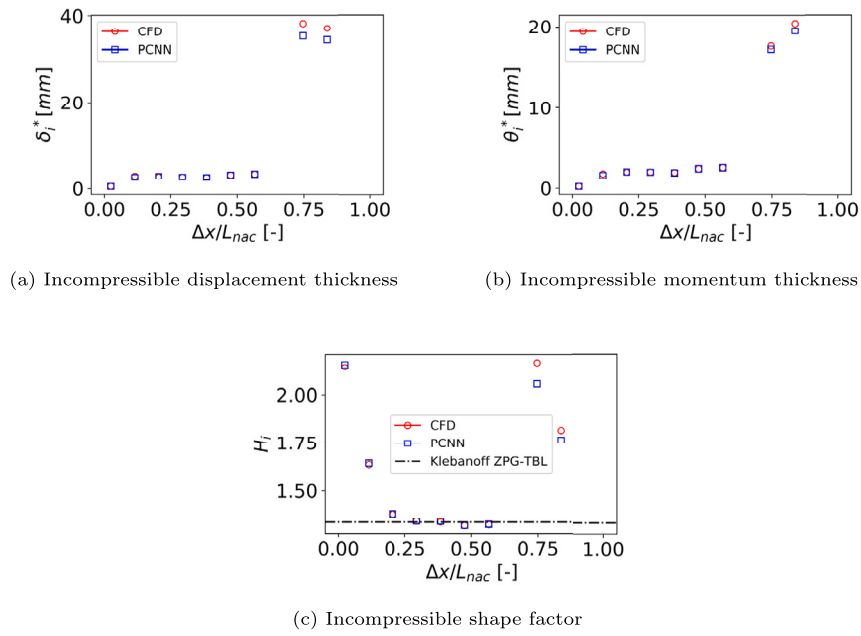 40
20
0
δᵢ* [mm]
CFD
PCNN
0.00 0.25 0.50 0.75 1.00
Δx/Lₙₐc [-]
(a) Incompressible displacement thickness
20
10
0
θᵢ* [mm]
CFD
PCNN
0.00 0.25 0.50 0.75 1.00
Δx/Lₙₐc [-]
(b) Incompressible momentum thickness
2.00
1.75
1.50
Hᵢ
CFD
PCNN
Klebanoff ZPG-TBL
0.00 0.25 0.50 0.75 1.00
Δx/Lₙₐc [-]
(c) Incompressible shape factor